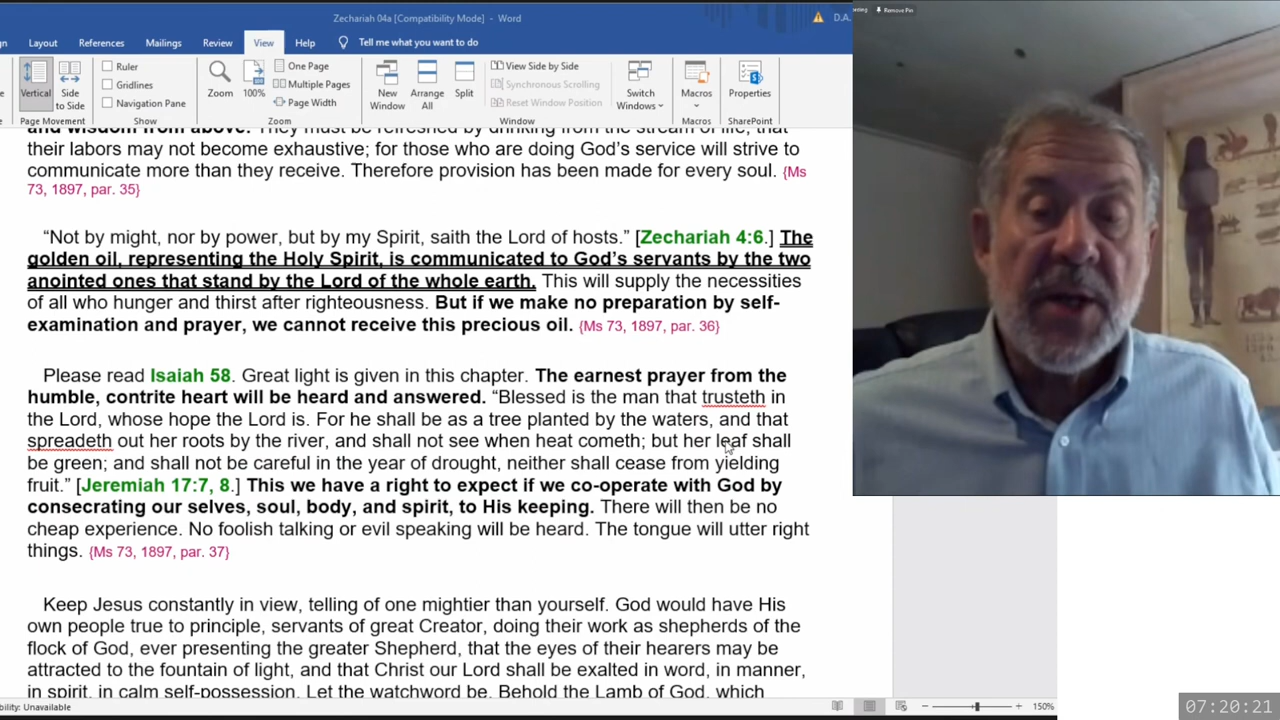 Zechariah 04a [Compatibility Mode] - Word
D.A.
Remove Pin
Layout References Mailings Review View Help Tell me what you want to do
Vertical
Side to Side
Page Movement
Ruler
Gridlines
Navigation Pane
Show
Zoom
100%
One Page
Multiple Pages
Page Width
Zoom
New Window
Arrange All
Split
View Side by Side
Synchronous Scrolling
Reset Window Position
Window
Switch Windows
Macros
Macros
Properties
SharePoint
and wisdom from above. They must be refreshed by drinking from the stream of life, that
their labors may not become exhaustive; for those who are doing God’s service will strive to
communicate more than they receive. Therefore provision has been made for every soul. {Ms
73, 1897, par. 35}
“Not by might, nor by power, but by my Spirit, saith the Lord of hosts.” [Zechariah 4:6.] The
golden oil, representing the Holy Spirit, is communicated to God’s servants by the two
anointed ones that stand by the Lord of the whole earth. This will supply the necessities
of all who hunger and thirst after righteousness. But if we make no preparation by self-
examination and prayer, we cannot receive this precious oil. {Ms 73, 1897, par. 36}
Please read Isaiah 58. Great light is given in this chapter. The earnest prayer from the
humble, contrite heart will be heard and answered. “Blessed is the man that trusteth in
the Lord, whose hope the Lord is. For he shall be as a tree planted by the waters, and that
spreadeth out her roots by the river, and shall not see when heat cometh; but her leaf shall
be green; and shall not be careful in the year of drought, neither shall cease from yielding
fruit.” [Jeremiah 17:7, 8.] This we have a right to expect if we co-operate with God by
consecrating our selves, soul, body, and spirit, to His keeping. There will then be no
cheap experience. No foolish talking or evil speaking will be heard. The tongue will utter right
things. {Ms 73, 1897, par. 37}
Keep Jesus constantly in view, telling of one mightier than yourself. God would have His
own people true to principle, servants of great Creator, doing their work as shepherds of the
flock of God, ever presenting the greater Shepherd, that the eyes of their hearers may be
attracted to the fountain of light, and that Christ our Lord shall be exalted in word, in manner,
in spirit, in calm self-possession. Let the watchword be, Behold the Lamb of God, which
bility: Unavailable
150%
07:20:21